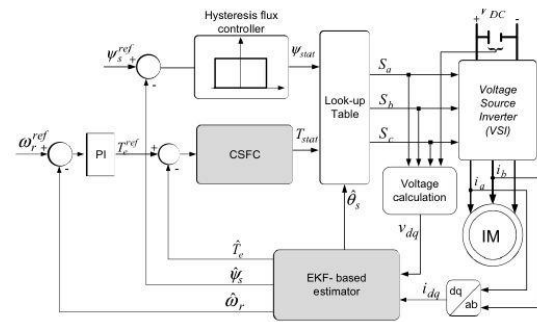 Hysteresis flux
controller
ψ_s^ref
+
-
ψ_stat
v_DC
+
-
S_a
S_b
S_c
Look-up
Table
Voltage
Source
Inverter
(VSI)
ω_r^ref
+
-
PI
T_e^ref
+
-
CSFC
T_stat
Voltage
calculation
i_a
i_b
IM
θ̂_s
v_dq
T̂_e
ψ̂_s
ω̂_r
EKF- based
estimator
i_dq
dq
ab